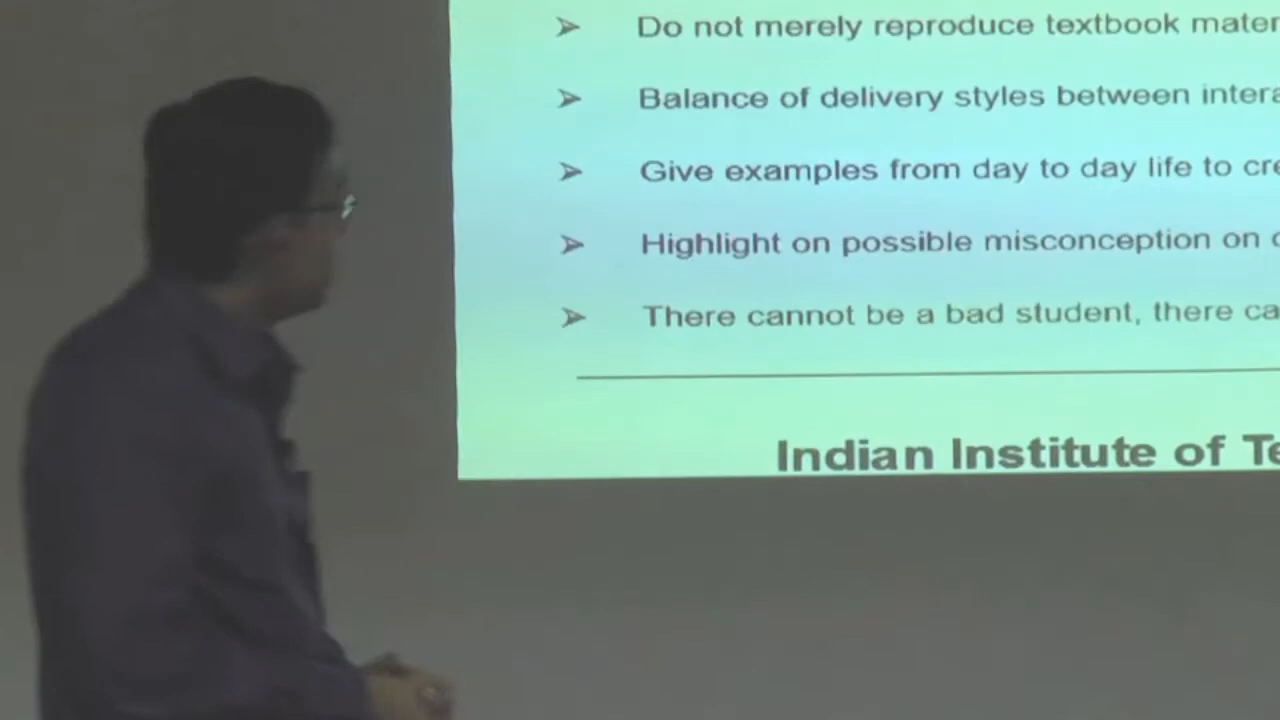 ➢ Do not merely reproduce textbook mater
➢ Balance of delivery styles between intera
➢ Give examples from day to day life to cre
➢ Highlight on possible misconception on
➢ There cannot be a bad student, there ca
Indian Institute of Te